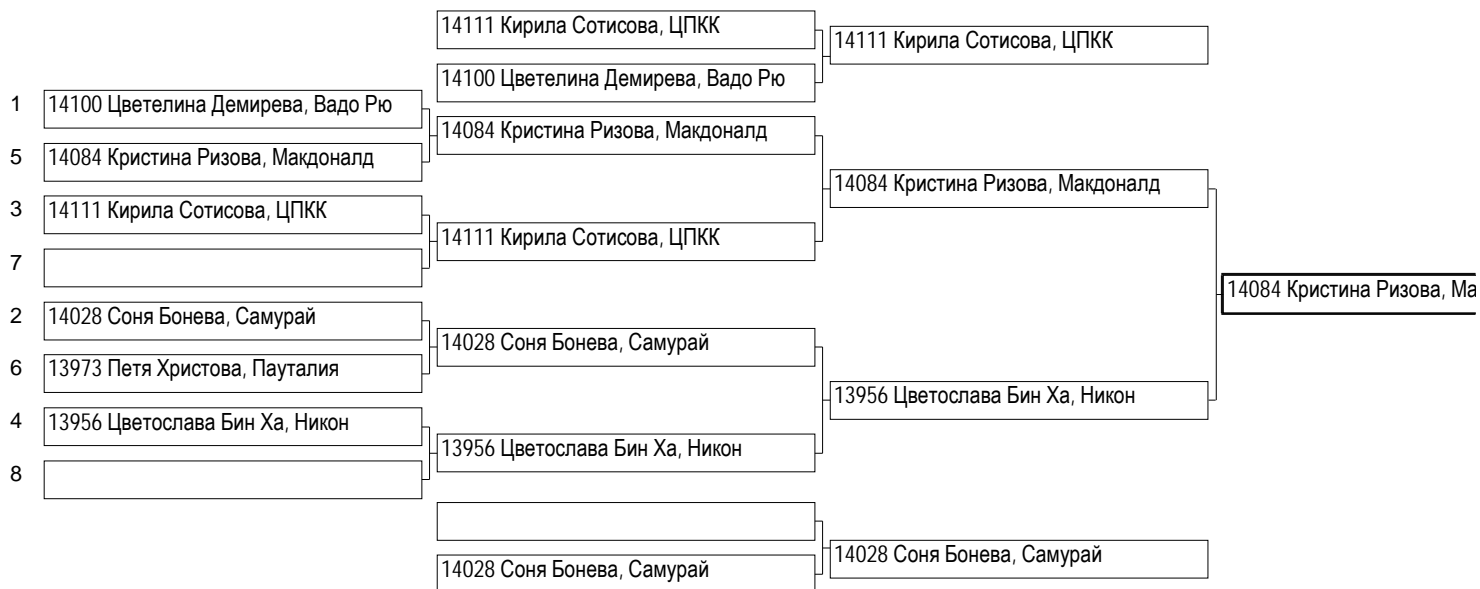 14111 Кирила Сотисова, ЦПКК
14111 Кирила Сотисова, ЦПКК
14100 Цветелина Демирева, Вадо Рю
1 14100 Цветелина Демирева, Вадо Рю
14084 Кристина Ризова, Макдоналд
5 14084 Кристина Ризова, Макдоналд
14084 Кристина Ризова, Макдоналд
3 14111 Кирила Сотисова, ЦПКК
14111 Кирила Сотисова, ЦПКК
7
14084 Кристина Ризова, Ма
2 14028 Соня Бонева, Самурай
14028 Соня Бонева, Самурай
6 13973 Петя Христова, Пауталия
13956 Цветослава Бин Ха, Никон
4 13956 Цветослава Бин Ха, Никон
13956 Цветослава Бин Ха, Никон
8
14028 Соня Бонева, Самурай
14028 Соня Бонева, Самурай